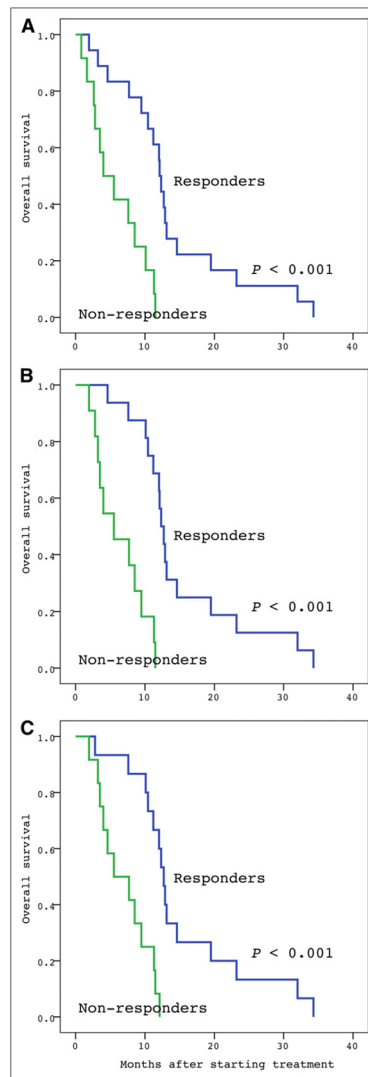 A
1.0
0.8
0.6
0.4
0.2
0.0
Overall survival
Responders
P < 0.001
Non-responders
0 10 20 30 40
B
1.0
0.8
0.6
0.4
0.2
0.0
Overall survival
Responders
P < 0.001
Non-responders
0 10 20 30 40
C
1.0
0.8
0.6
0.4
0.2
0.0
Overall survival
Responders
P < 0.001
Non-responders
0 10 20 30 40
Months after starting treatment